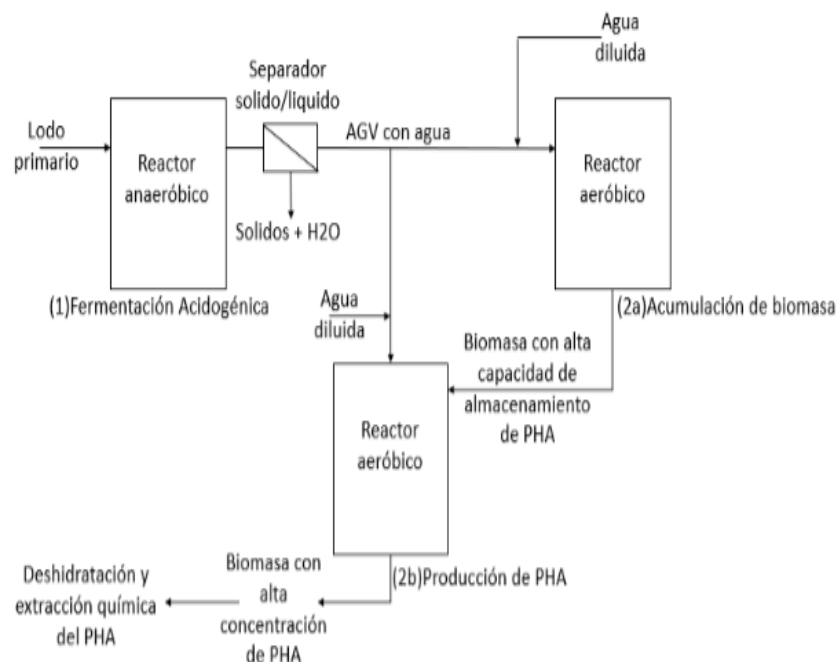 Lodo
primario
Reactor
anaeróbico
(1)Fermentación Acidogénica
Separador
solido/liquido
Solidos + H2O
AGV con agua
Agua
diluida
Reactor
aeróbico
(2a)Acumulación de biomasa
Agua
diluida
Biomasa con alta
capacidad de
almacenamiento
de PHA
Reactor
aeróbico
(2b)Producción de PHA
Biomasa con
alta
concentración
de PHA
Deshidratación y
extracción química
del PHA